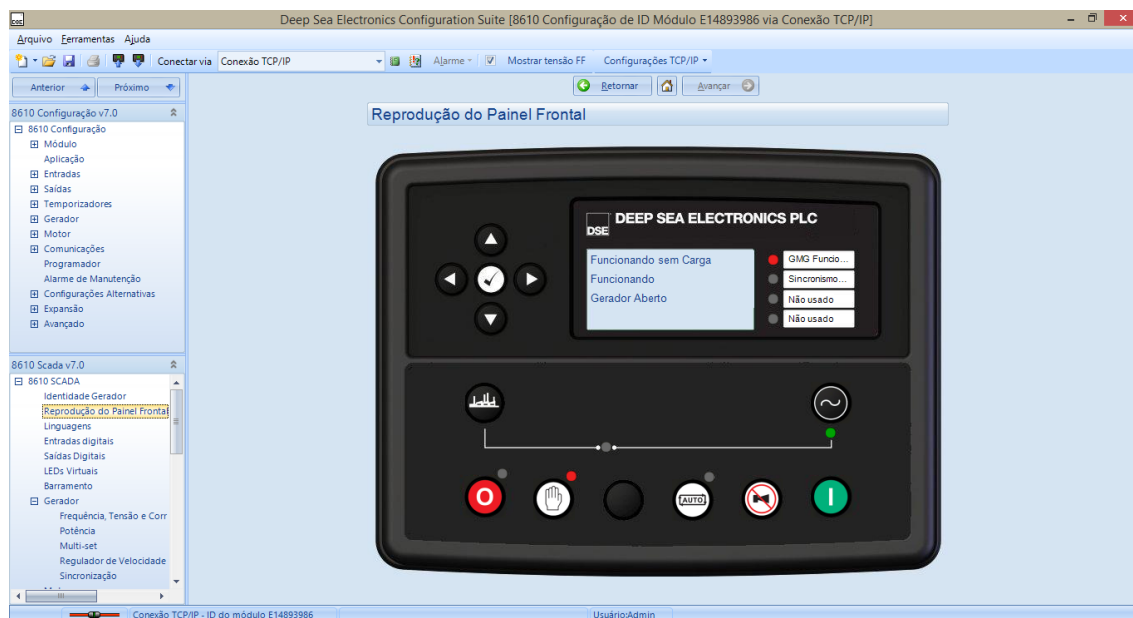 DSE
Deep Sea Electronics Configuration Suite [8610 Configuração de ID Módulo E14893986 via Conexão TCP/IP]
Arquivo Ferramentas Ajuda
Conectar via Conexão TCP/IP Alarme Mostrar tensão FF Configurações TCP/IP
Anterior Próximo
Retornar Avançar
8610 Configuração v7.0
8610 Configuração
Módulo
Aplicação
Entradas
Saídas
Temporizadores
Gerador
Motor
Comunicações
Programador
Alarme de Manutenção
Configurações Alternativas
Expansão
Avançado
8610 Scada v7.0
8610 SCADA
Identidade Gerador
Reprodução do Painel Frontal
Linguagens
Entradas digitais
Saídas Digitais
LEDs Virtuais
Barramento
Gerador
Frequência, Tensão e Corr
Potência
Multi-set
Regulador de Velocidade
Sincronização
Reprodução do Painel Frontal
DSE
DEEP SEA ELECTRONICS PLC
Funcionando sem Carga
Funcionando
Gerador Aberto
GMG Funcio...
Sincronismo...
Não usado
Não usado
O
AUTO
I
Conexão TCP/IP - ID do módulo E14893986 Usuário:Admin